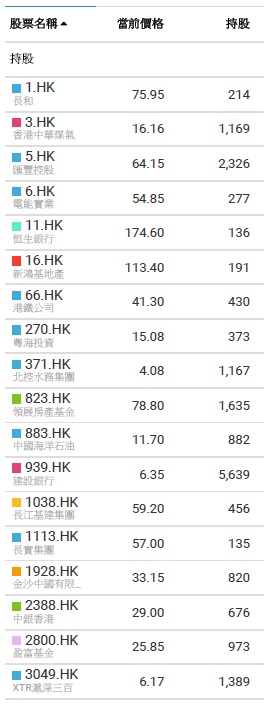 股票名稱 當前價格 持股
持股
1.HK 75.95 214
長和
3.HK 16.16 1,169
香港中華煤氣
5.HK 64.15 2,326
匯豐控股
6.HK 54.85 277
電能實業
11.HK 174.60 136
恒生銀行
16.HK 113.40 191
新鴻基地產
66.HK 41.30 430
港鐵公司
270.HK 15.08 373
粵海投資
371.HK 4.08 1,167
北控水務集團
823.HK 78.80 1,635
領展房產基金
883.HK 11.70 882
中國海洋石油
939.HK 6.35 5,639
建設銀行
1038.HK 59.20 456
長江基建集團
1113.HK 57.00 135
長實集團
1928.HK 33.15 820
金沙中國有限...
2388.HK 29.00 676
中銀香港
2800.HK 25.85 973
盈富基金
3049.HK 6.17 1,389
XTR滬深三百